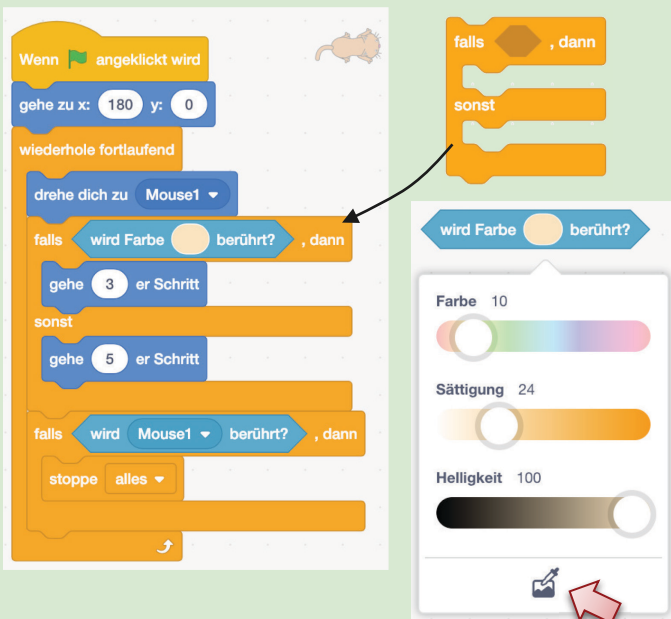 Wenn angeklickt wird
gehe zu x: 180 y: 0
wiederhole fortlaufend
drehe dich zu Mouse1
falls wird Farbe berührt? , dann
gehe 3 er Schritt
sonst
gehe 5 er Schritt
falls wird Mouse1 berührt? , dann
stoppe alles
falls , dann
sonst
wird Farbe berührt?
Farbe 10
Sättigung 24
Helligkeit 100